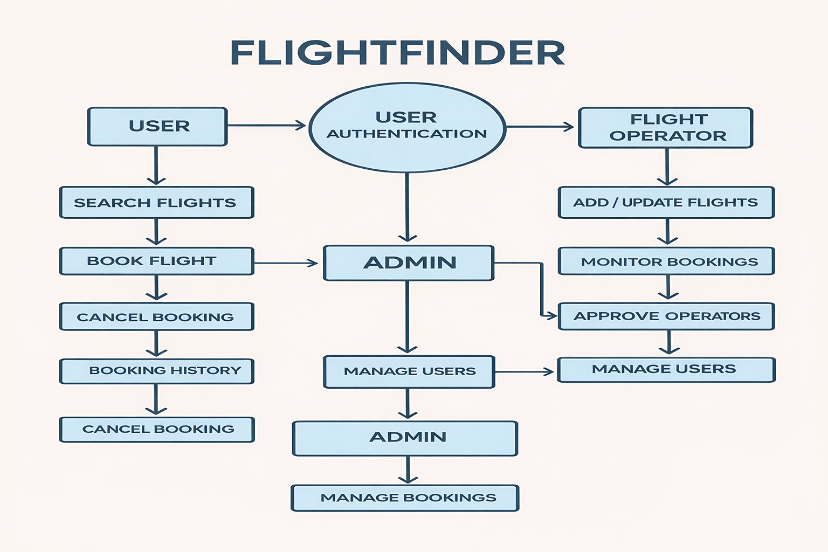 FLIGHTFINDER
USER
USER
AUTHENTICATION
FLIGHT
OPERATOR
SEARCH FLIGHTS
BOOK FLIGHT
CANCEL BOOKING
BOOKING HISTORY
CANCEL BOOKING
ADMIN
MANAGE USERS
ADMIN
MANAGE BOOKINGS
ADD / UPDATE FLIGHTS
MONITOR BOOKINGS
APPROVE OPERATORS
MANAGE USERS